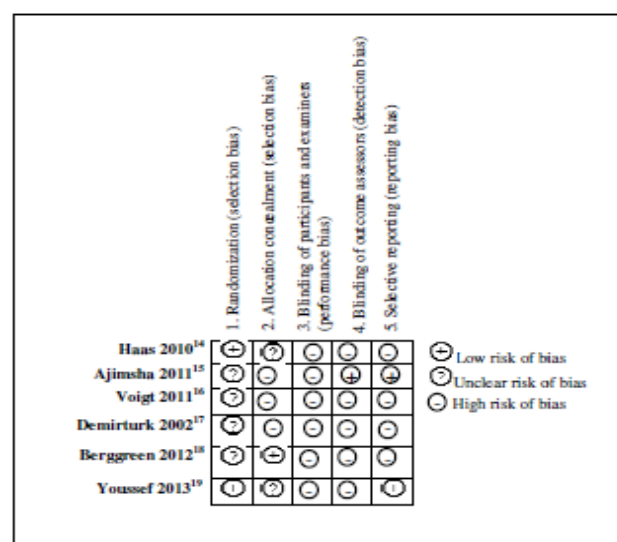 1. Randomization (selection bias)
2. Allocation concealment (selection bias)
3. Blinding of participants and examiners
(performance bias)
4. Blinding of outcome assessors (detection bias)
5. Selective reporting (reporting bias)
Haas 2010¹⁴ + ? - - -
Ajimsha 2011¹⁵ ? - - + +
Voigt 2011¹⁶ ? - - - -
Demirturk 2002¹⁷ ? - - - -
Berggreen 2012¹⁸ ? + - - -
Youssef 2013¹⁹ ? - -
+ Low risk of bias
? Unclear risk of bias
- High risk of bias